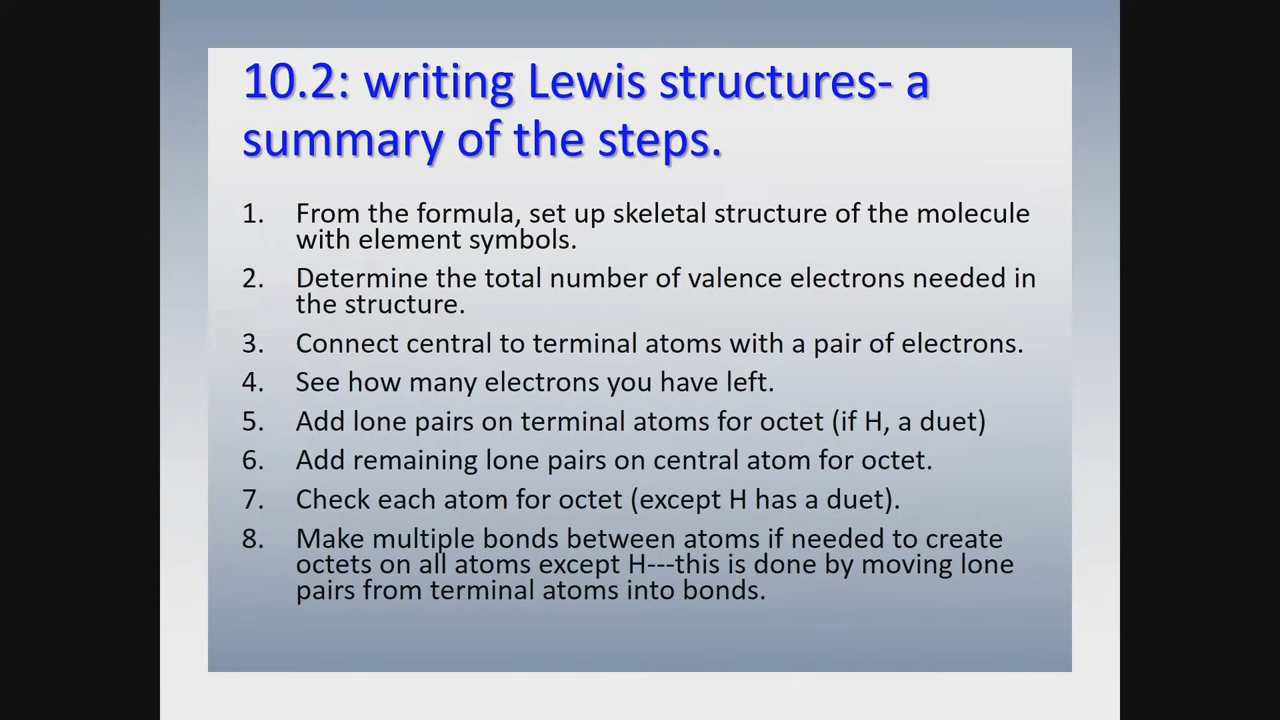 10.2: writing Lewis structures- a
summary of the steps.
1. From the formula, set up skeletal structure of the molecule
with element symbols.
2. Determine the total number of valence electrons needed in
the structure.
3. Connect central to terminal atoms with a pair of electrons.
4. See how many electrons you have left.
5. Add lone pairs on terminal atoms for octet (if H, a duet)
6. Add remaining lone pairs on central atom for octet.
7. Check each atom for octet (except H has a duet).
8. Make multiple bonds between atoms if needed to create
octets on all atoms except H---this is done by moving lone
pairs from terminal atoms into bonds.